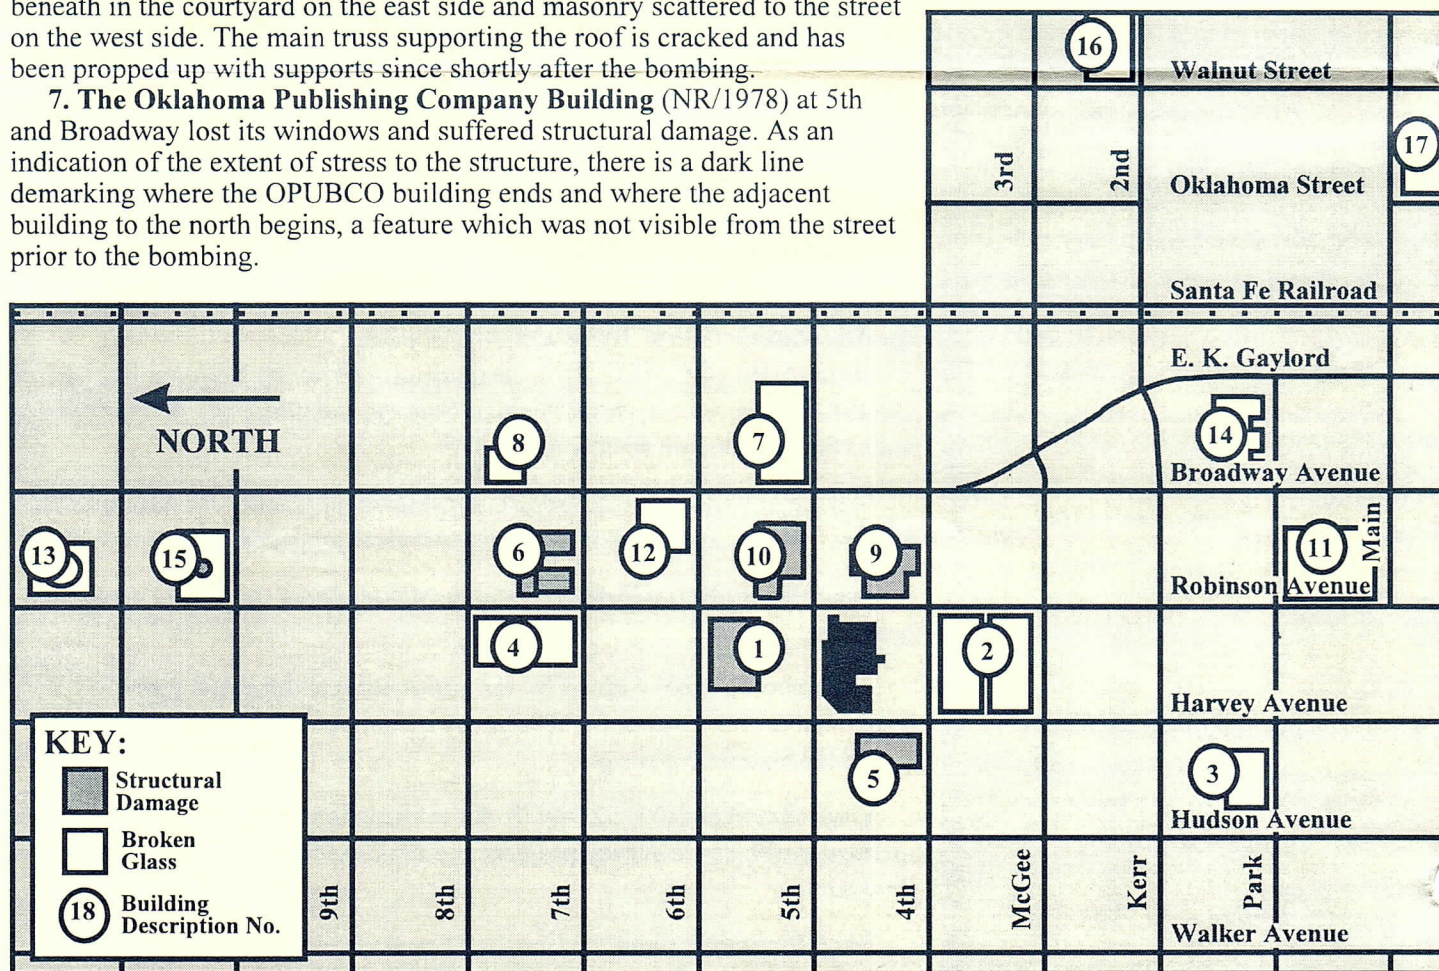 beneath in the courtyard on the east side and masonry scattered to the street
on the west side. The main truss supporting the roof is cracked and has
been propped up with supports since shortly after the bombing.
7. The Oklahoma Publishing Company Building (NR/1978) at 5th
and Broadway lost its windows and suffered structural damage. As an
indication of the extent of stress to the structure, there is a dark line
demarking where the OPUBCO building ends and where the adjacent
building to the north begins, a feature which was not visible from the street
prior to the bombing.
16
Walnut Street
17
3rd
2nd
Oklahoma Street
Santa Fe Railroad
E. K. Gaylord
NORTH
8
7
14
Broadway Avenue
13
15
6
12
10
9
11
Main
Robinson Avenue
4
1
2
Harvey Avenue
5
3
Hudson Avenue
KEY:
Structural
Damage
Broken
Glass
18
Building
Description No.
9th
8th
7th
6th
5th
4th
McGee
Kerr
Park
Walker Avenue